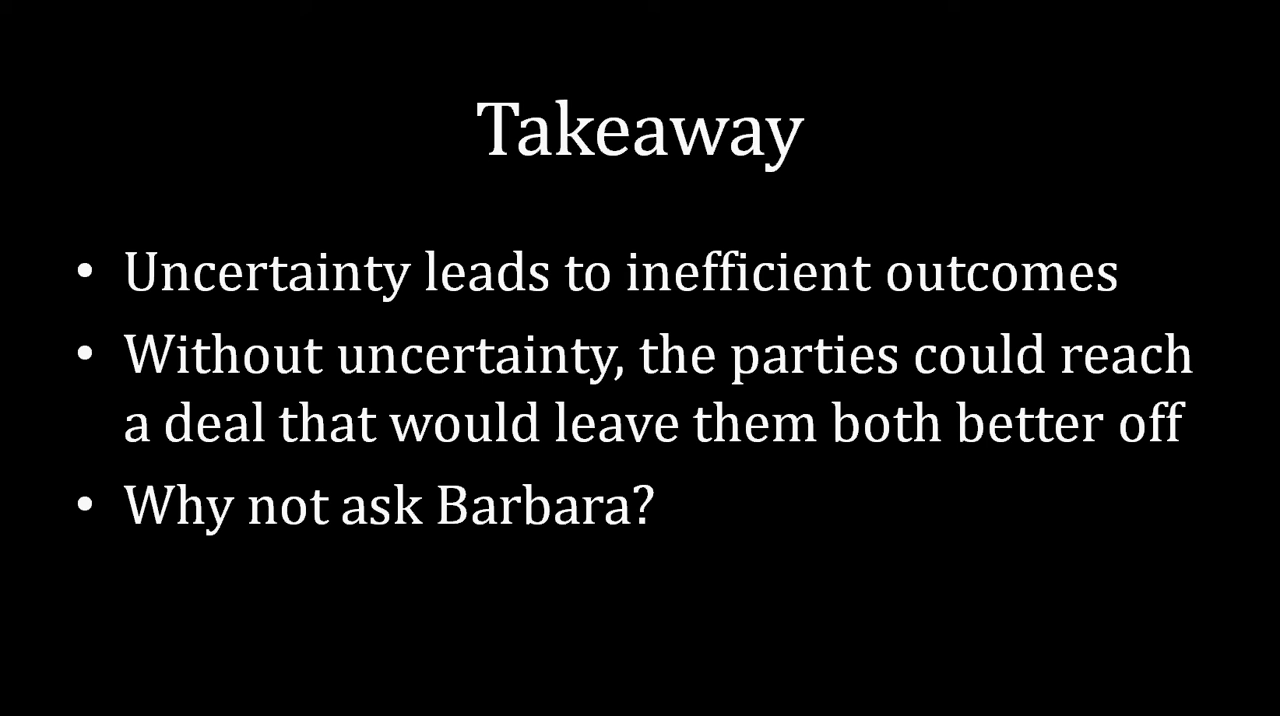 Takeaway
• Uncertainty leads to inefficient outcomes
• Without uncertainty, the parties could reach
a deal that would leave them both better off
• Why not ask Barbara?